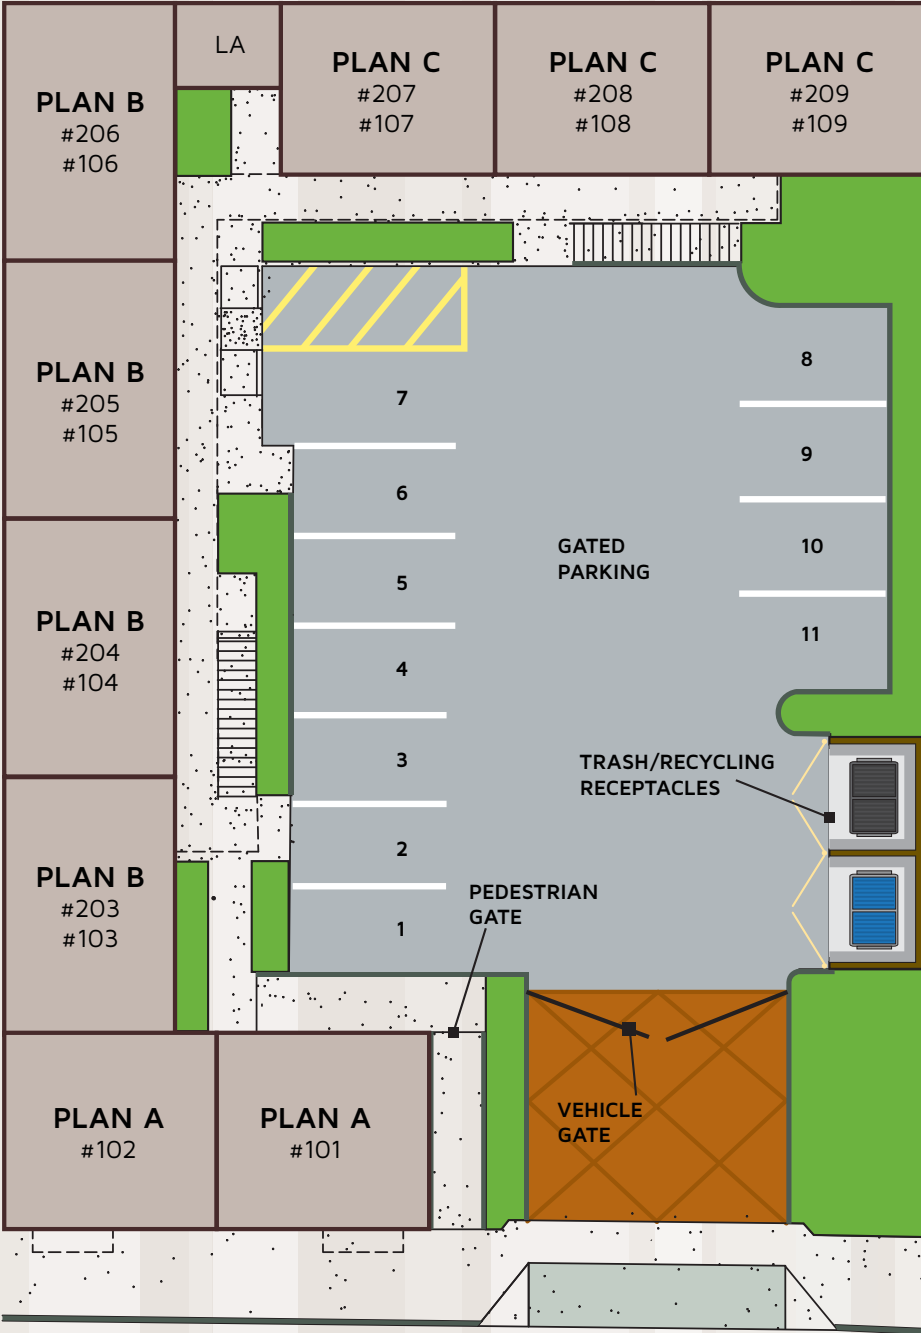 LA
PLAN C
#207
#107
PLAN C
#208
#108
PLAN C
#209
#109
PLAN B
#206
#106
PLAN B
#205
#105
PLAN B
#204
#104
PLAN B
#203
#103
7
6
5
4
3
2
1
8
9
10
11
GATED
PARKING
TRASH/RECYCLING
RECEPTACLES
PEDESTRIAN
GATE
VEHICLE
GATE
PLAN A
#102
PLAN A
#101